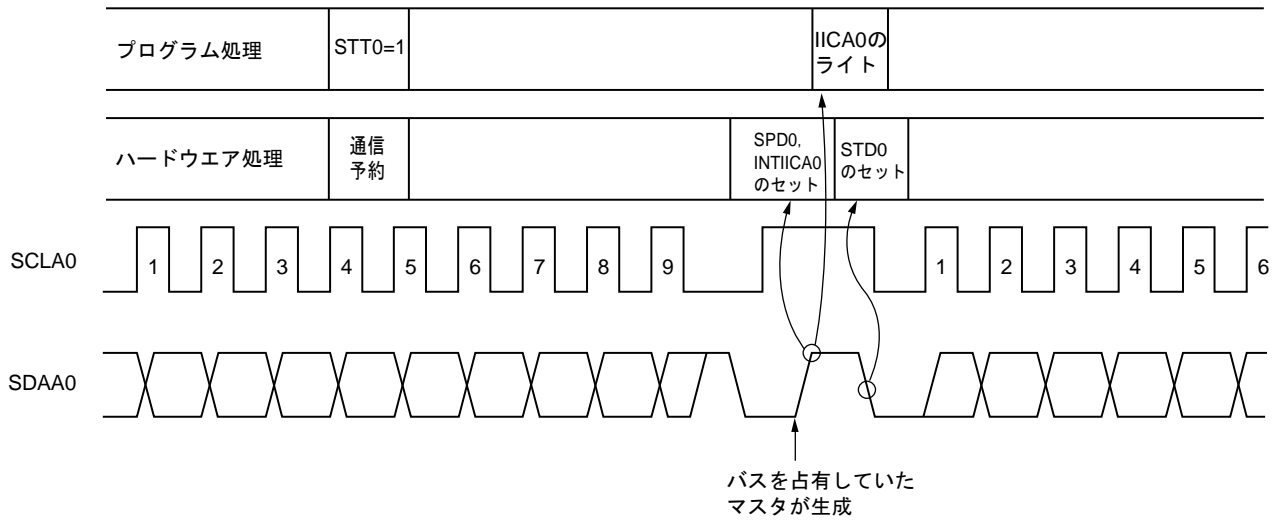 プログラム処理
STT0=1
IICA0の
ライト
ハードウエア処理
通信
予約
SPD0,
INTIICA0
のセット
STD0
のセット
SCLA0
1 2 3 4 5 6 7 8 9 1 2 3 4 5 6
SDAA0
バスを占有していた
マスタが生成